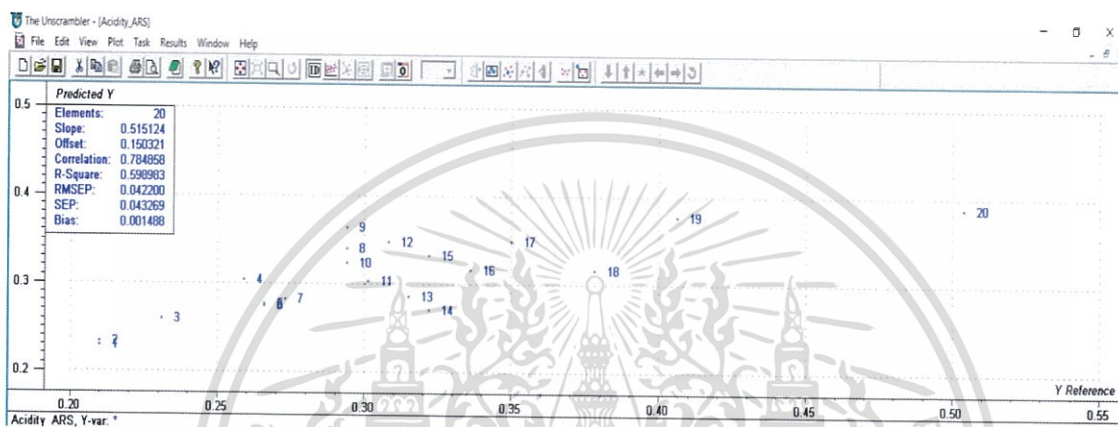 The Unscrambler - [Acidity_ARS]
File Edit View Plot Task Results Window Help
ID
Predicted Y
0.5
Elements: 20
Slope: 0.515124
Offset: 0.150321
Correlation: 0.784858
R-Square: 0.598983
RMSEP: 0.042200
SEP: 0.043269
Bias: 0.001488
0.4
20
19
9
12
17
8
15
10
16
18
0.3
4
11
7
13
14
3
2
0.2
Y Reference
0.20 0.25 0.30 0.35 0.40 0.45 0.50 0.55
Acidity_ARS, Y-var: *